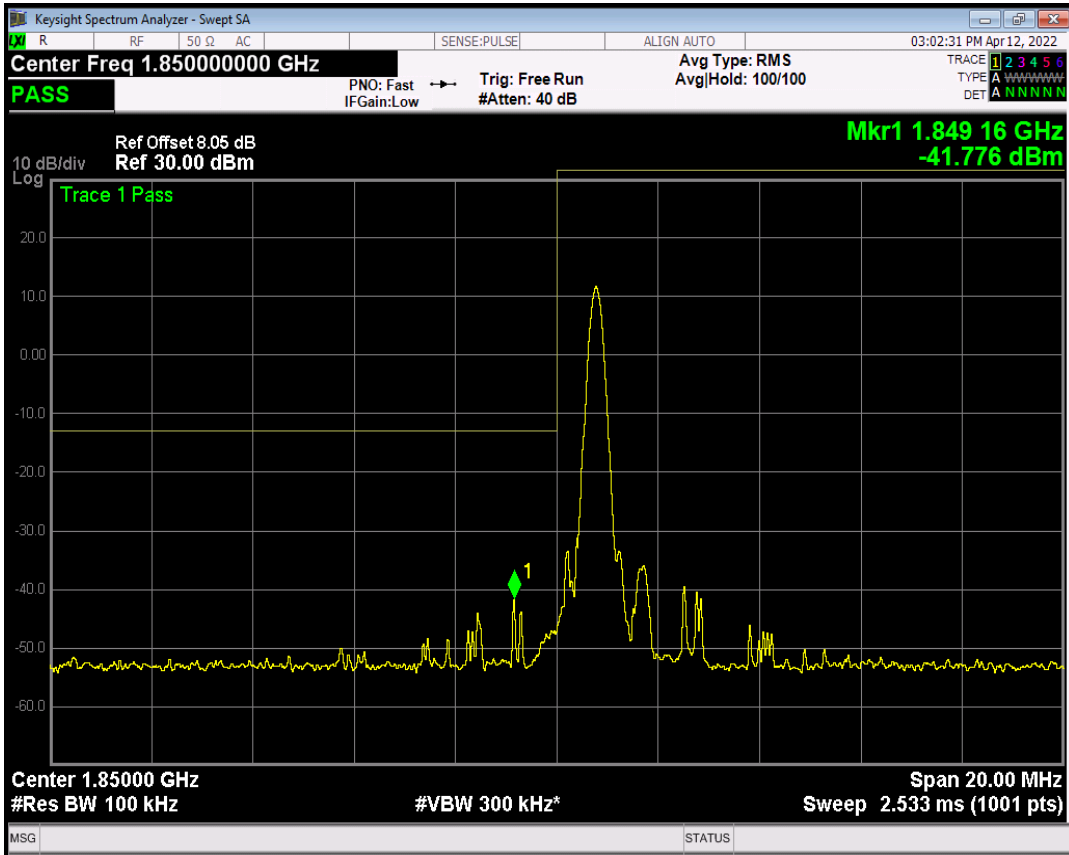 Keysight Spectrum Analyzer - Swept SA
LXI R RF 50 Ω AC SENSE:PULSE ALIGN AUTO 03:02:31 PM Apr 12, 2022
Center Freq 1.850000000 GHz
PASS
PNO: Fast
IFGain:Low
Trig: Free Run
#Atten: 40 dB
Avg Type: RMS
Avg|Hold: 100/100
TRACE 1 2 3 4 5 6
TYPE A WWWWW
DET A N N N N N
Mkr1 1.849 16 GHz
-41.776 dBm
Ref Offset 8.05 dB
10 dB/div Ref 30.00 dBm
Log
Trace 1 Pass
20.0
10.0
0.00
-10.0
-20.0
-30.0
1
-40.0
-50.0
-60.0
Center 1.85000 GHz Span 20.00 MHz
#Res BW 100 kHz #VBW 300 kHz* Sweep 2.533 ms (1001 pts)
MSG STATUS